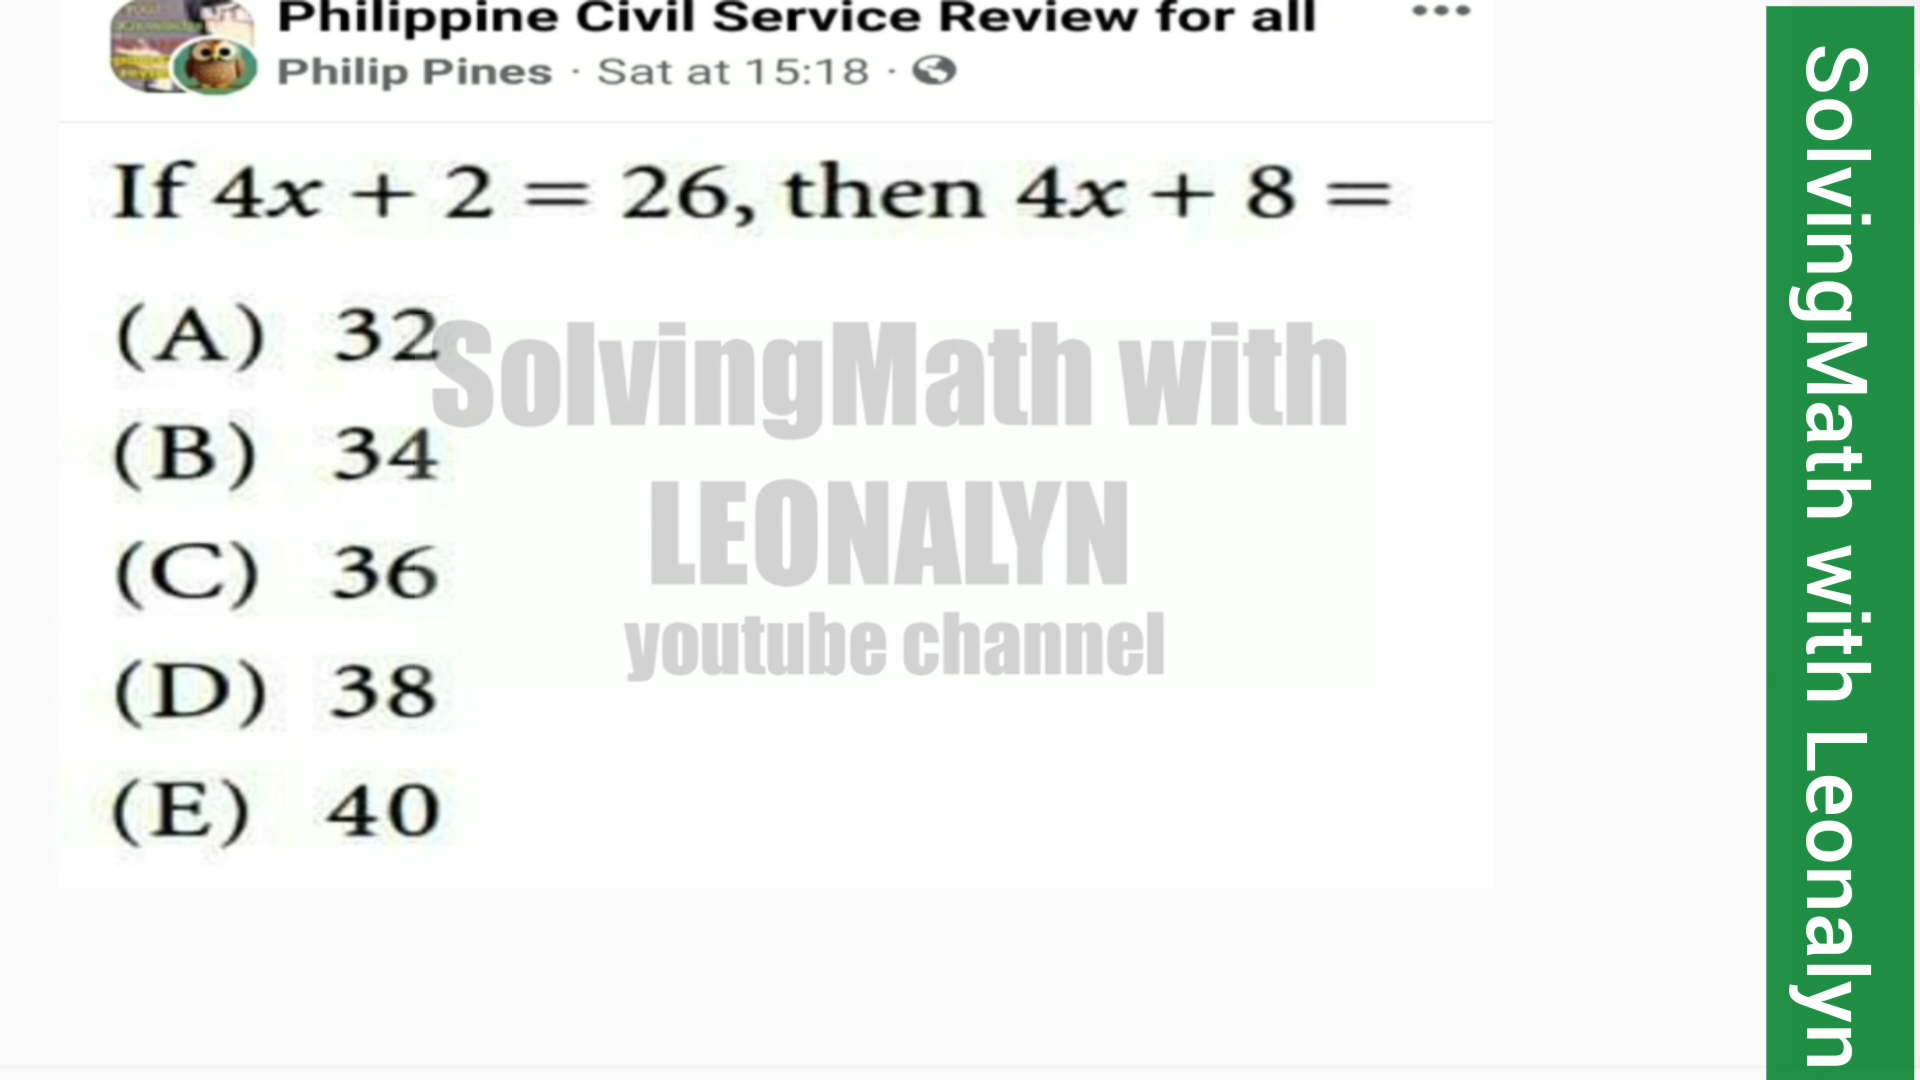 Philippine Civil Service Review for all
Philip Pines · Sat at 15:18 ·
If 4x + 2 = 26, then 4x + 8 =
(A) 32
(B) 34
(C) 36
(D) 38
(E) 40
SolvingMath with
LEONALYN
youtube channel
SolvingMath with Leonalyn